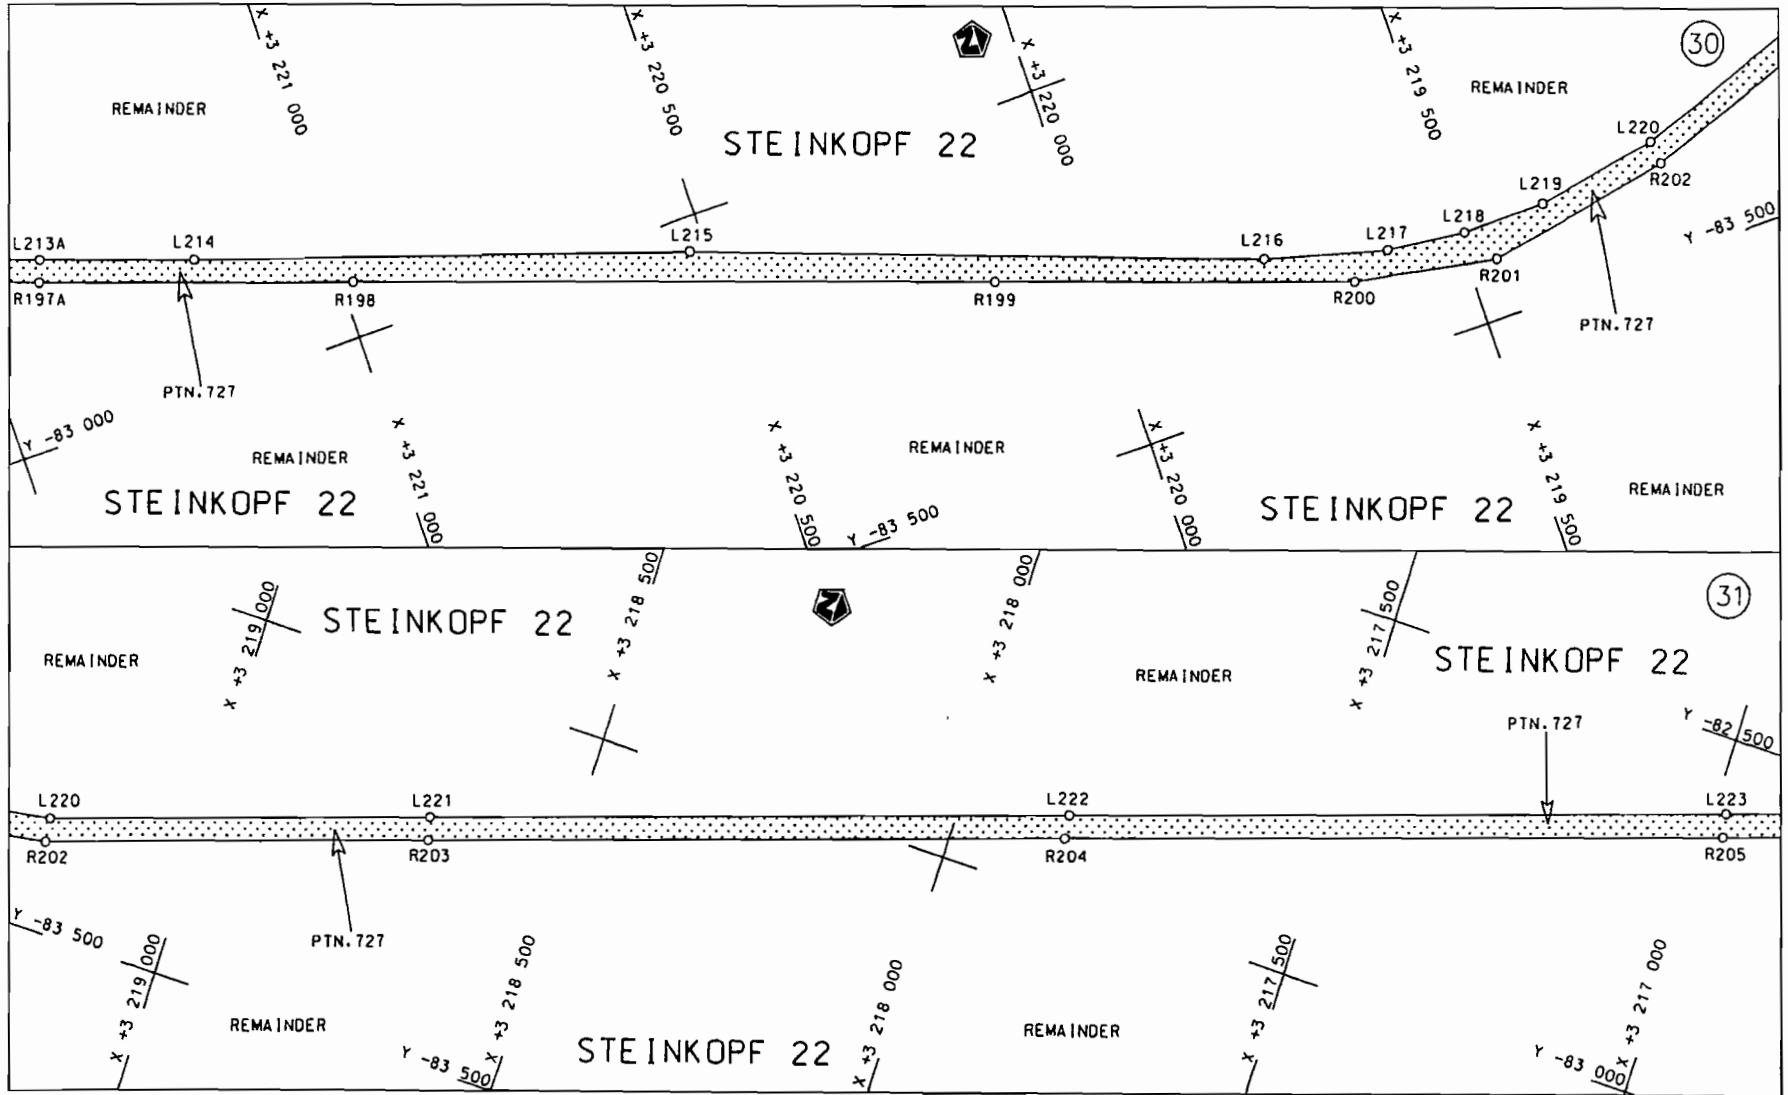 X +3 221 000
X +3 220 500
X +3 220 000
X +3 219 500
30
REMAINDER
REMAINDER
STEINKOPF 22
L220
L219
R202
L218
Y -83 500
L213A
L214
L215
L216
L217
R201
R197A
R198
R199
R200
PTN.727
PTN.727
Y -83 000
X +3 221 000
X +3 220 500
X +3 220 000
X +3 219 500
REMAINDER
REMAINDER
REMAINDER
STEINKOPF 22
STEINKOPF 22
Y -83 500
X +3 219 000
X +3 218 500
X +3 218 000
X +3 217 500
31
STEINKOPF 22
REMAINDER
REMAINDER
STEINKOPF 22
PTN.727
Y -82 500
L220
L221
L222
L223
R202
R203
R204
R205
Y -83 500
PTN.727
X +3 219 000
X +3 218 500
X +3 218 000
X +3 217 500
X +3 217 000
REMAINDER
REMAINDER
STEINKOPF 22
Y -83 500
Y -83 000